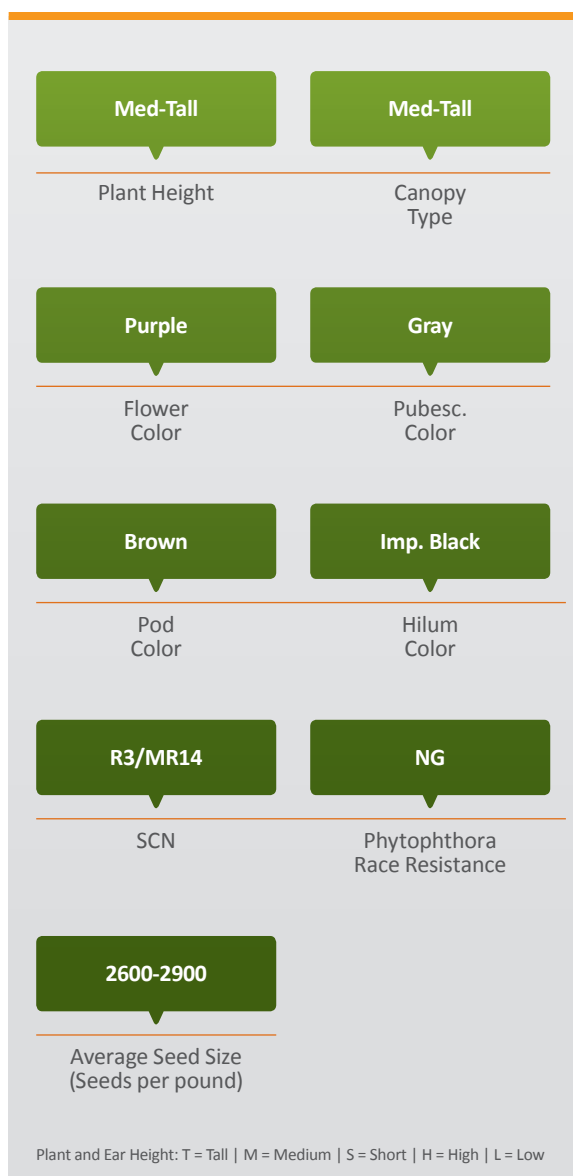 Med-Tall
Med-Tall
Plant Height
Canopy
Type
Purple
Gray
Flower
Color
Pubesc.
Color
Brown
Imp. Black
Pod
Color
Hilum
Color
R3/MR14
NG
SCN
Phytophthora
Race Resistance
2600-2900
Average Seed Size
(Seeds per pound)
Plant and Ear Height: T = Tall | M = Medium | S = Short | H = High | L = Low